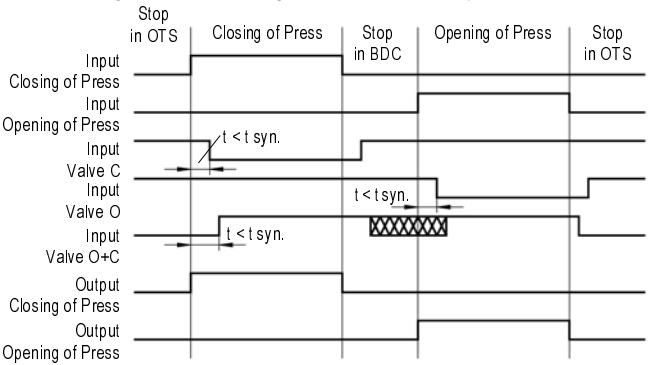 Stop
in OTS
Closing of Press
Stop
in BDC
Opening of Press
Stop
in OTS
Input
Closing of Press
Input
Opening of Press
Input
Valve C
t < t syn.
Input
Valve O
t < t syn.
Input
Valve O+C
t < t syn.
Output
Closing of Press
Output
Opening of Press